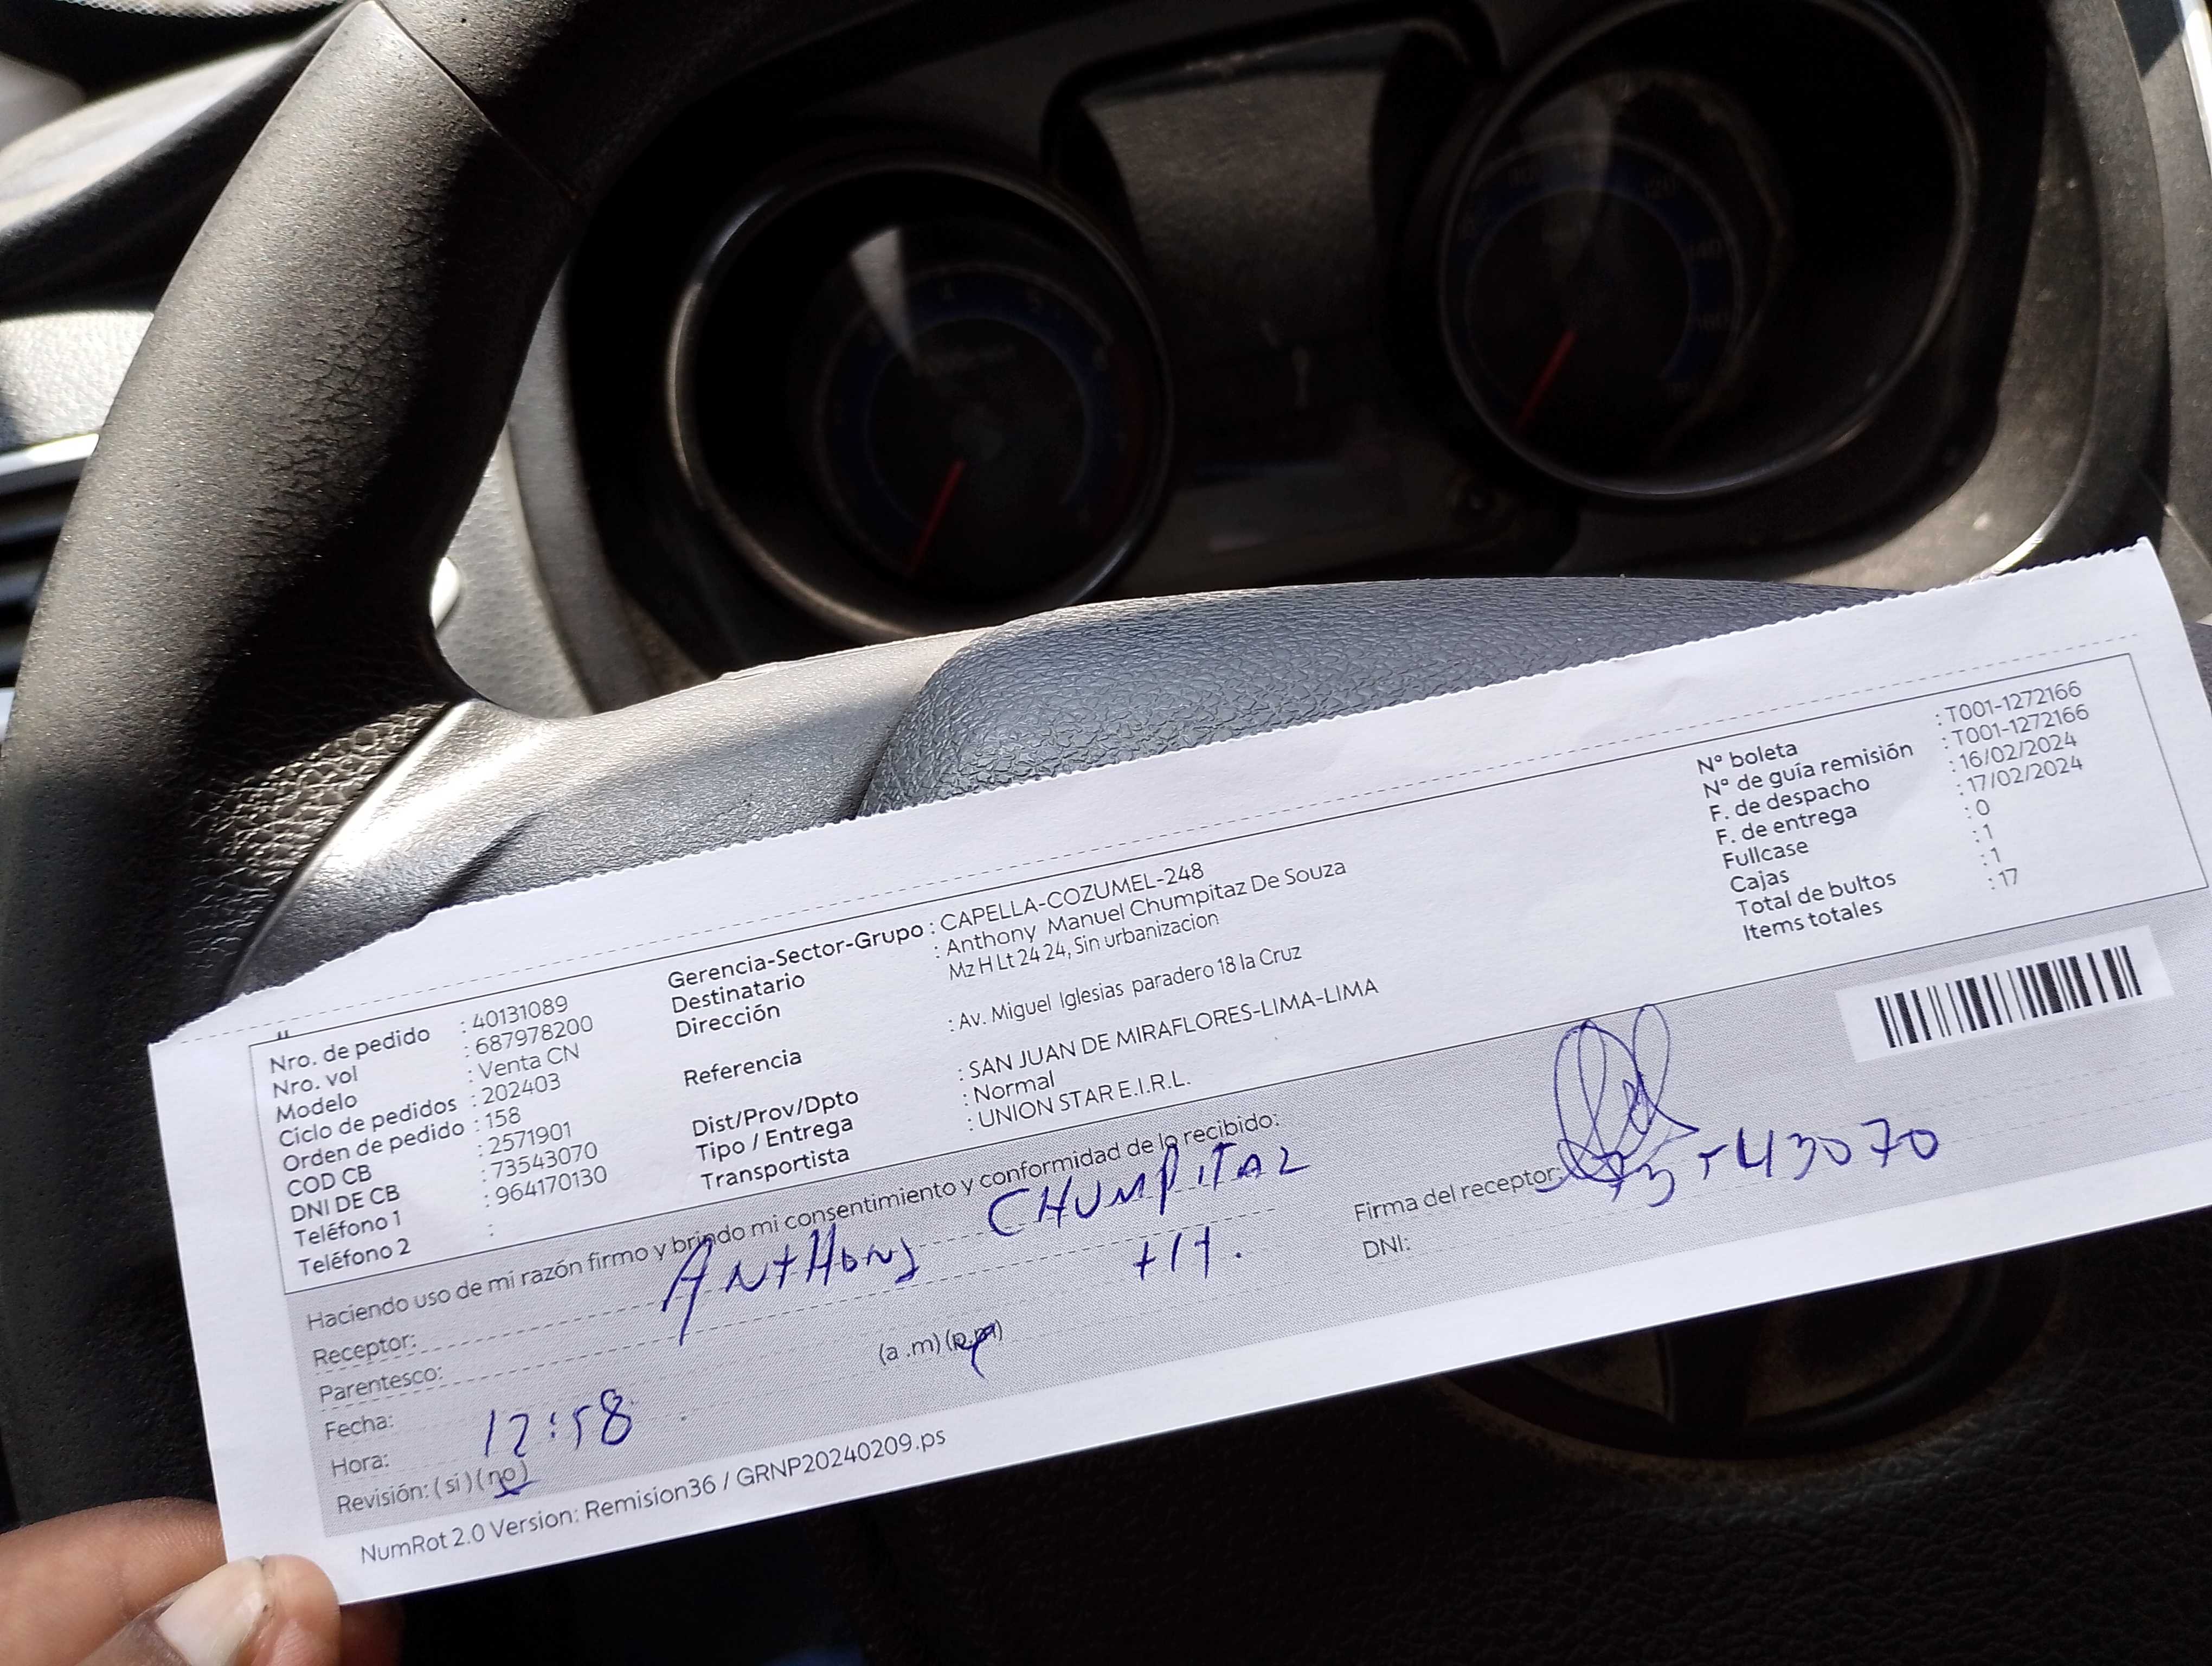 Nro. de pedido : 40131089
Nro. vol : 687978200
Modelo : Venta CN
Ciclo de pedidos : 202403
Orden de pedido : 158
COD CB : 2571901
DNI DE CB : 73543070
Teléfono 1 : 964170130
Teléfono 2 :
Gerencia-Sector-Grupo : CAPELLA-COZUMEL-248
Destinatario : Anthony Manuel Chumpitaz De Souza
Dirección Mz H Lt 24 24, Sin urbanizacion
Referencia : Av. Miguel Iglesias paradero 18 la Cruz
Dist/Prov/Dpto : SAN JUAN DE MIRAFLORES-LIMA-LIMA
Tipo / Entrega : Normal
Transportista : UNION STAR E.I.R.L.
N° boleta : T001-1272166
N° de guía remisión : T001-1272166
F. de despacho : 16/02/2024
F. de entrega : 17/02/2024
Fullcase : 0
Cajas : 1
Total de bultos : 1
Items totales : 17
Haciendo uso de mi razón firmo y brindo mi consentimiento y conformidad de lo recibido:
Receptor: ANTHONY CHUMPITAZ
Parentesco: +1t.
Fecha:
Hora: 12:58 (a .m) (p.m)
Revisión: ( si ) ( no )
Firma del receptor:
DNI: 73543070
NumRot 2.0 Version: Remision36 / GRNP20240209.ps